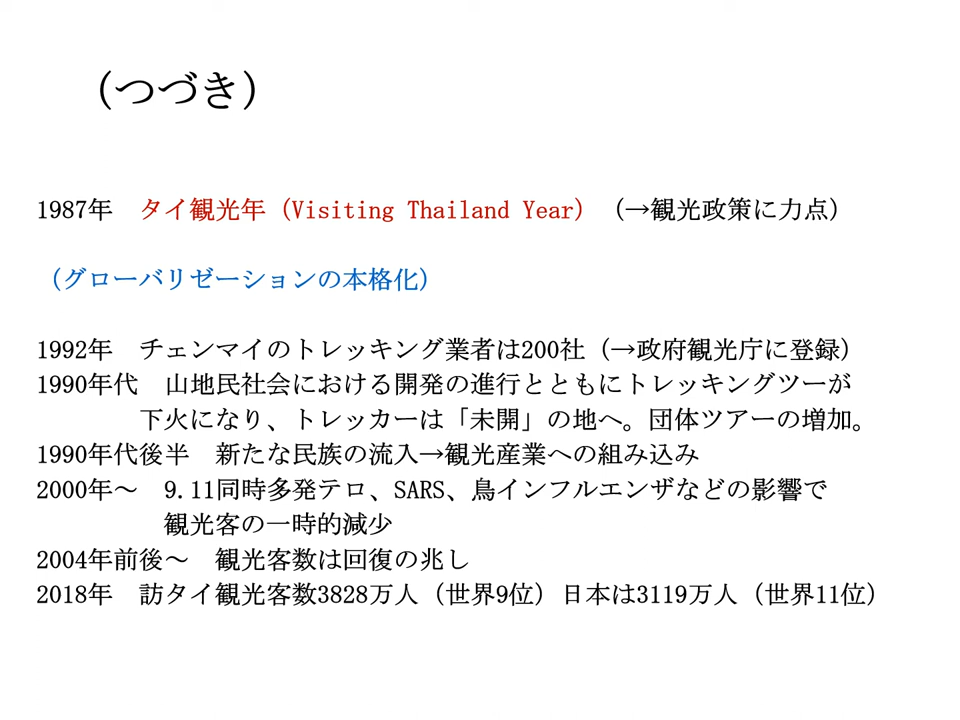 （つづき）
1987年　タイ観光年（Visiting Thailand Year）（→観光政策に力点）
（グローバリゼーションの本格化）
1992年　チェンマイのトレッキング業者は200社（→政府観光庁に登録）
1990年代　山地民社会における開発の進行とともにトレッキングツーが
下火になり、トレッカーは「未開」の地へ。団体ツアーの増加。
1990年代後半　新たな民族の流入→観光産業への組み込み
2000年～　9.11同時多発テロ、SARS、鳥インフルエンザなどの影響で
観光客の一時的減少
2004年前後～　観光客数は回復の兆し
2018年　訪タイ観光客数3828万人（世界9位）日本は3119万人（世界11位）